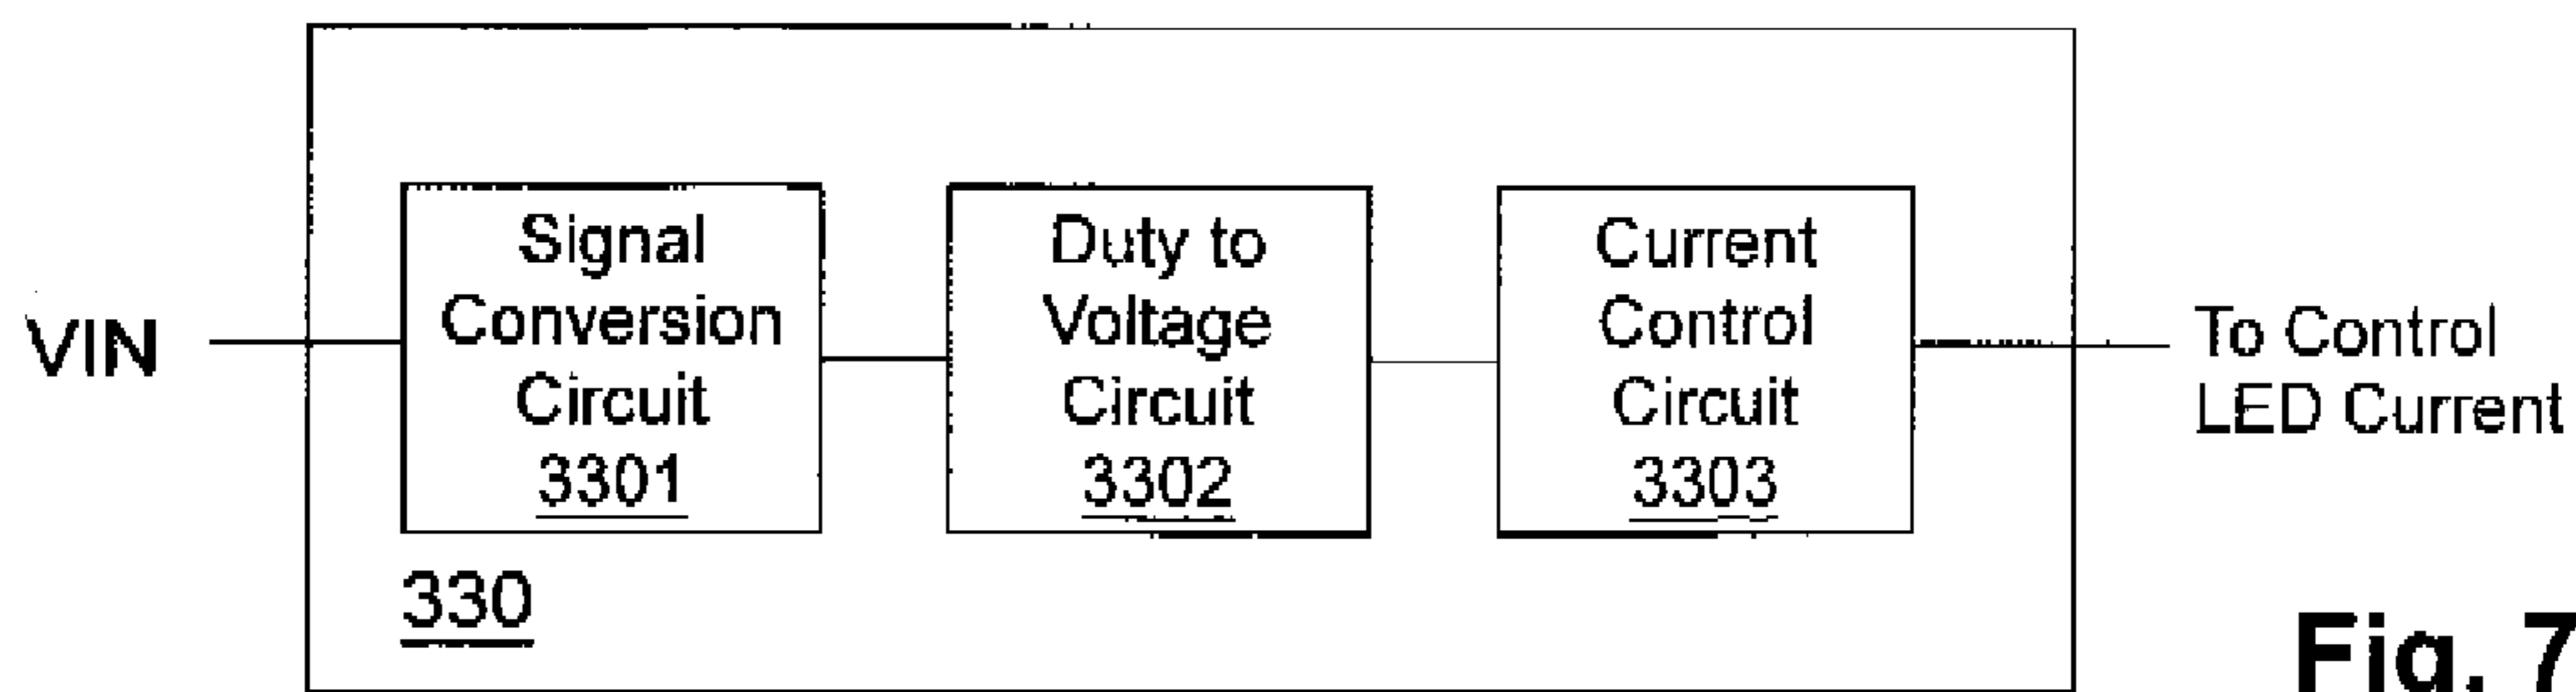 VIN
Signal
Conversion
Circuit
3301
Duty to
Voltage
Circuit
3302
Current
Control
Circuit
3303
To Control
LED Current
330
Fig. 7